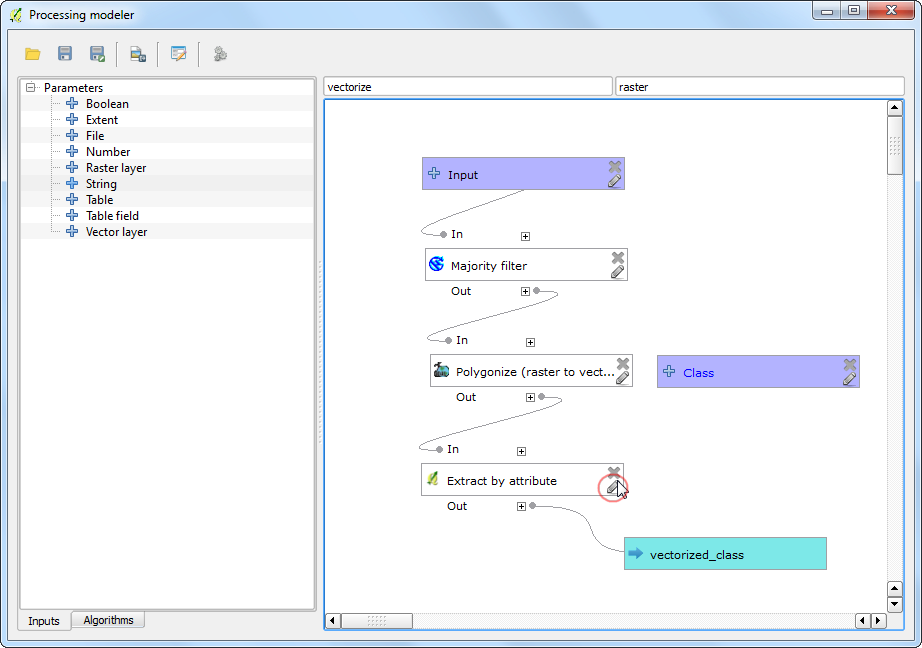 Processing modeler
vectorize
raster
Parameters
Boolean
Extent
File
Number
Raster layer
String
Table
Table field
Vector layer
Input
In
Majority filter
Out
In
Polygonize (raster to vect...
Class
Out
In
Extract by attribute
Out
vectorized_class
Inputs
Algorithms